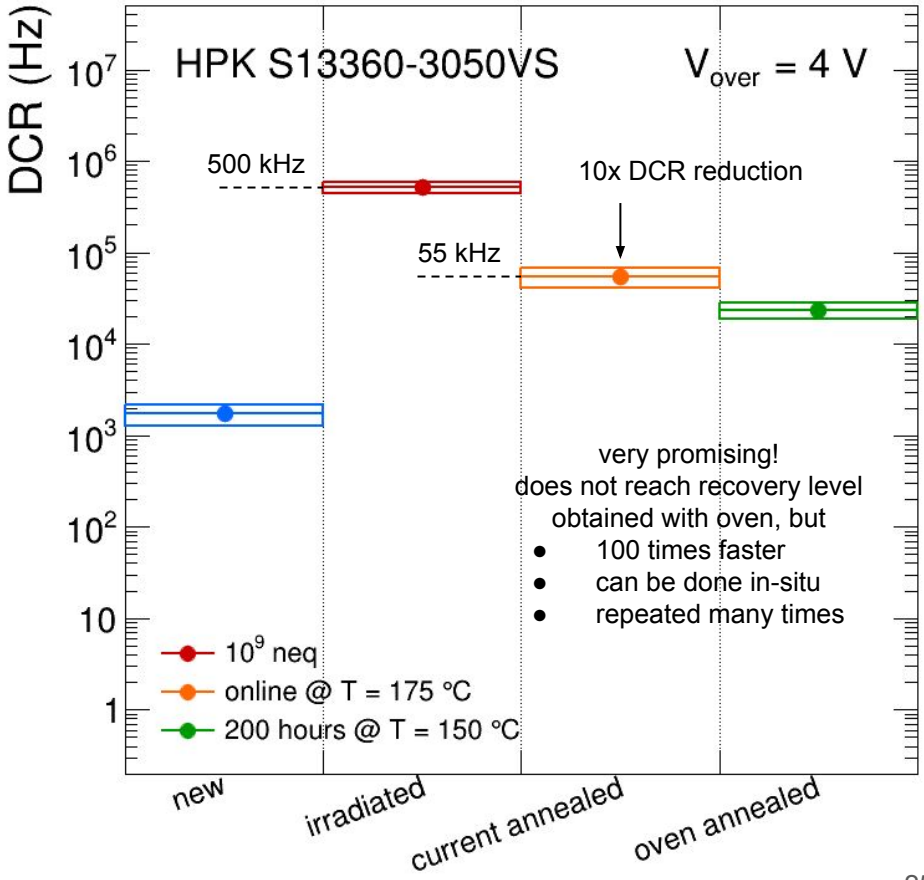 DCR (Hz)
HPK S13360-3050VS
V_over = 4 V
10^7
10^6
10^5
10^4
10^3
10^2
10
1
500 kHz
10x DCR reduction
55 kHz
very promising!
does not reach recovery level
obtained with oven, but
● 100 times faster
● can be done in-situ
● repeated many times
10^9 neq
online @ T = 175 °C
200 hours @ T = 150 °C
new
irradiated
current annealed
oven annealed